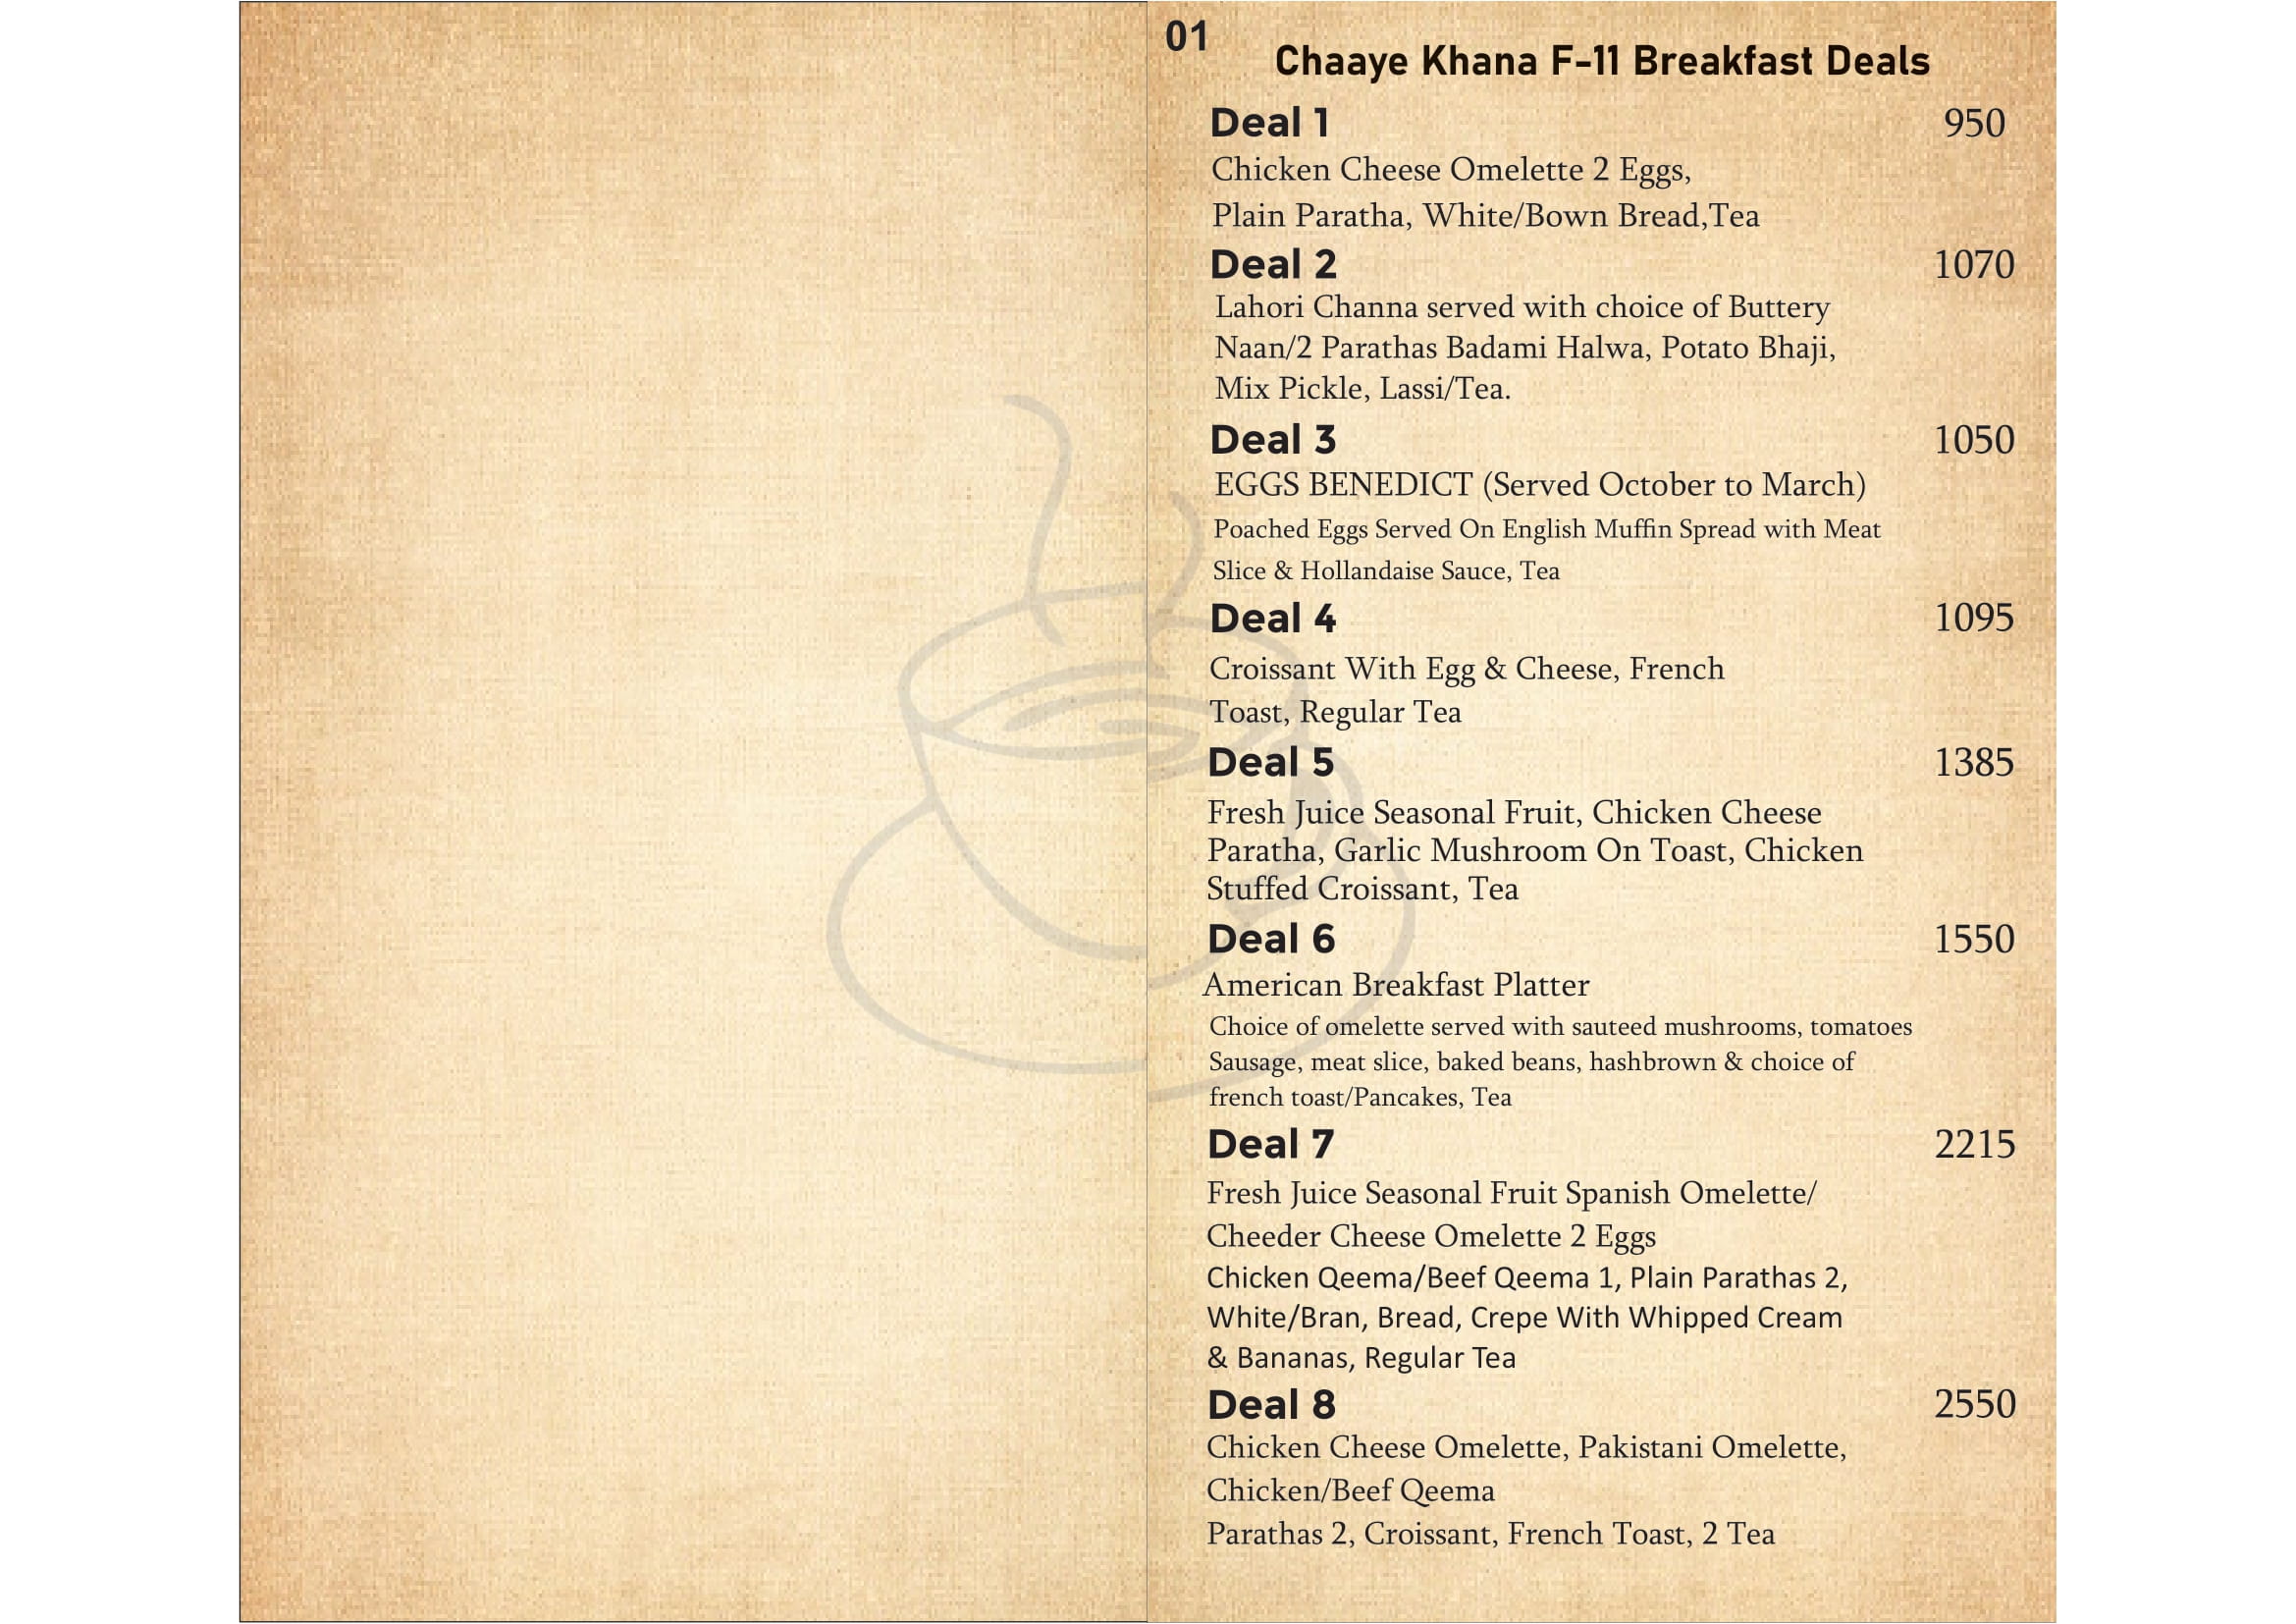 01
Chaaye Khana F-11 Breakfast Deals
Deal 1 950
Chicken Cheese Omelette 2 Eggs,
Plain Paratha, White/Bown Bread,Tea
Deal 2 1070
Lahori Channa served with choice of Buttery
Naan/2 Parathas Badami Halwa, Potato Bhaji,
Mix Pickle, Lassi/Tea.
Deal 3 1050
EGGS BENEDICT (Served October to March)
Poached Eggs Served On English Muffin Spread with Meat
Slice & Hollandaise Sauce, Tea
Deal 4 1095
Croissant With Egg & Cheese, French
Toast, Regular Tea
Deal 5 1385
Fresh Juice Seasonal Fruit, Chicken Cheese
Paratha, Garlic Mushroom On Toast, Chicken
Stuffed Croissant, Tea
Deal 6 1550
American Breakfast Platter
Choice of omelette served with sauteed mushrooms, tomatoes
Sausage, meat slice, baked beans, hashbrown & choice of
french toast/Pancakes, Tea
Deal 7 2215
Fresh Juice Seasonal Fruit Spanish Omelette/
Cheeder Cheese Omelette 2 Eggs
Chicken Qeema/Beef Qeema 1, Plain Parathas 2,
White/Bran, Bread, Crepe With Whipped Cream
& Bananas, Regular Tea
Deal 8 2550
Chicken Cheese Omelette, Pakistani Omelette,
Chicken/Beef Qeema
Parathas 2, Croissant, French Toast, 2 Tea